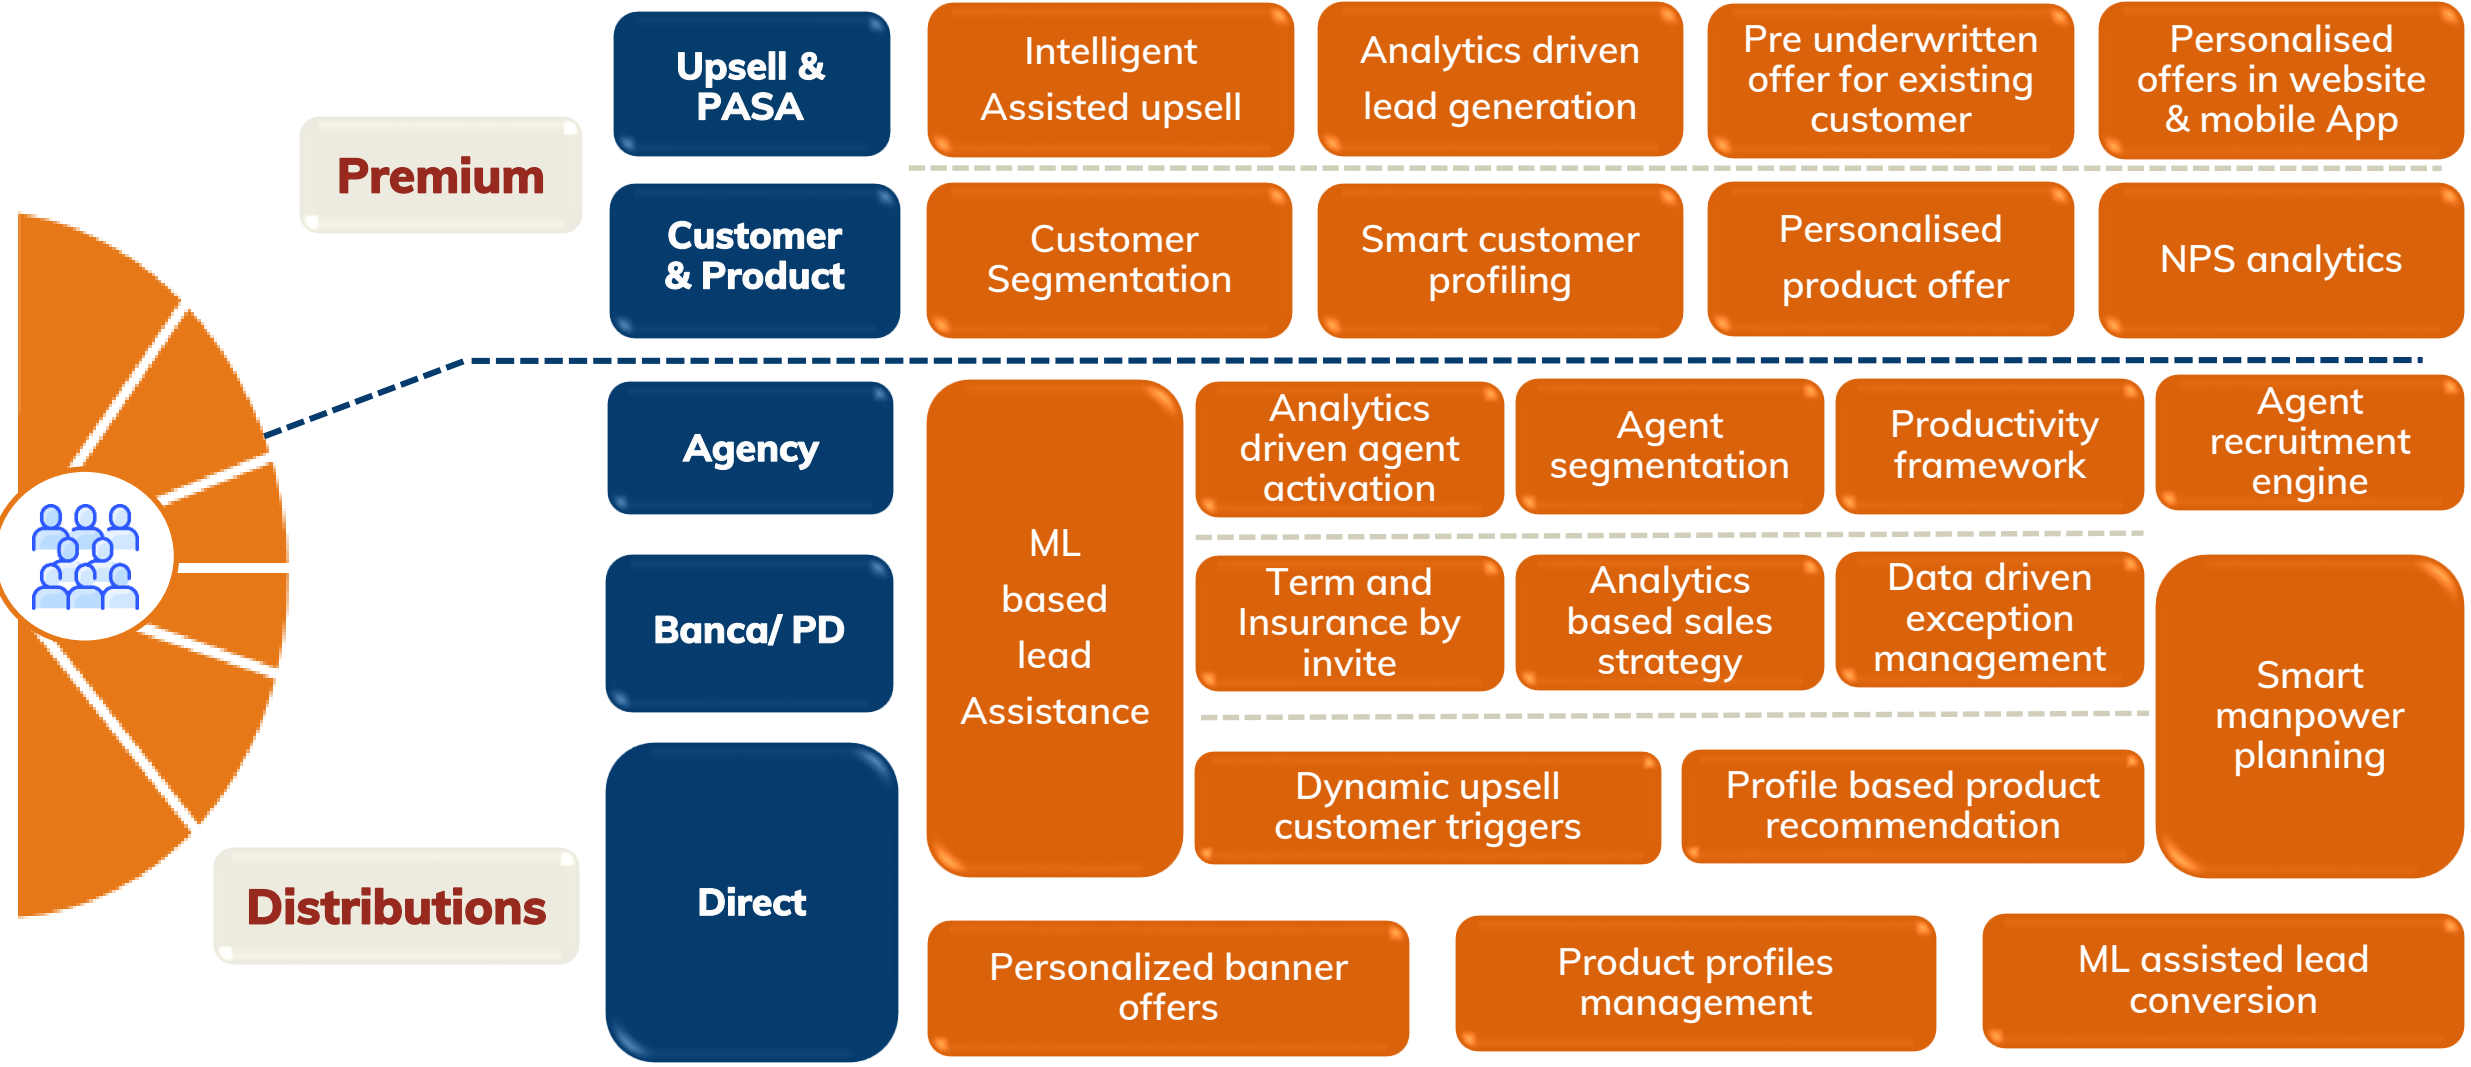 Premium
Upsell &
PASA
Intelligent
Assisted upsell
Analytics driven
lead generation
Pre underwritten
offer for existing
customer
Personalised
offers in website
& mobile App
Customer
& Product
Customer
Segmentation
Smart customer
profiling
Personalised
product offer
NPS analytics
Distributions
Agency
ML
based
lead
Assistance
Analytics
driven agent
activation
Agent
segmentation
Productivity
framework
Agent
recruitment
engine
Banca/ PD
Term and
Insurance by
invite
Analytics
based sales
strategy
Data driven
exception
management
Smart
manpower
planning
Direct
Dynamic upsell
customer triggers
Profile based product
recommendation
Personalized banner
offers
Product profiles
management
ML assisted lead
conversion